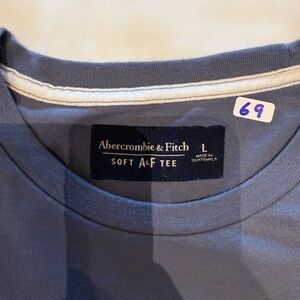 69
Abercrombie & Fitch
SOFT A&F TEE
L
MADE IN
GUATEMALA